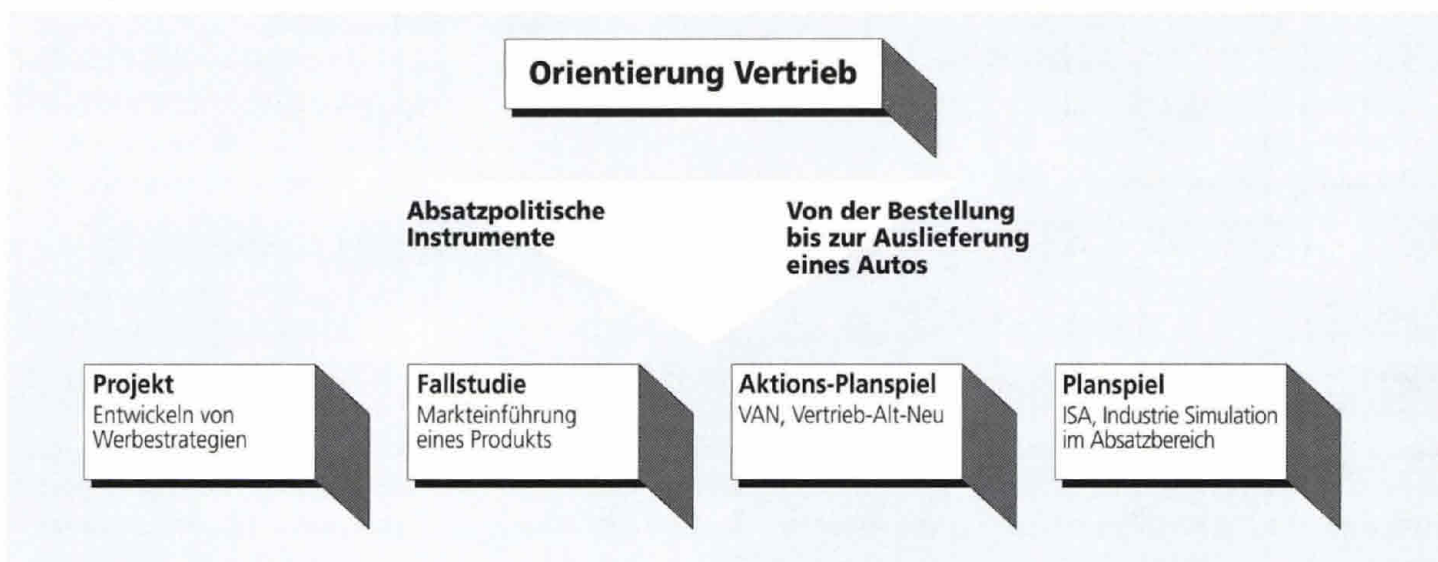 Orientierung Vertrieb
Absatzpolitische
Instrumente
Von der Bestellung
bis zur Auslieferung
eines Autos
Projekt
Entwickeln von
Werbestrategien
Fallstudie
Markteinführung
eines Produkts
Aktions-Planspiel
VAN, Vertrieb-Alt-Neu
Planspiel
ISA, Industrie Simulation
im Absatzbereich